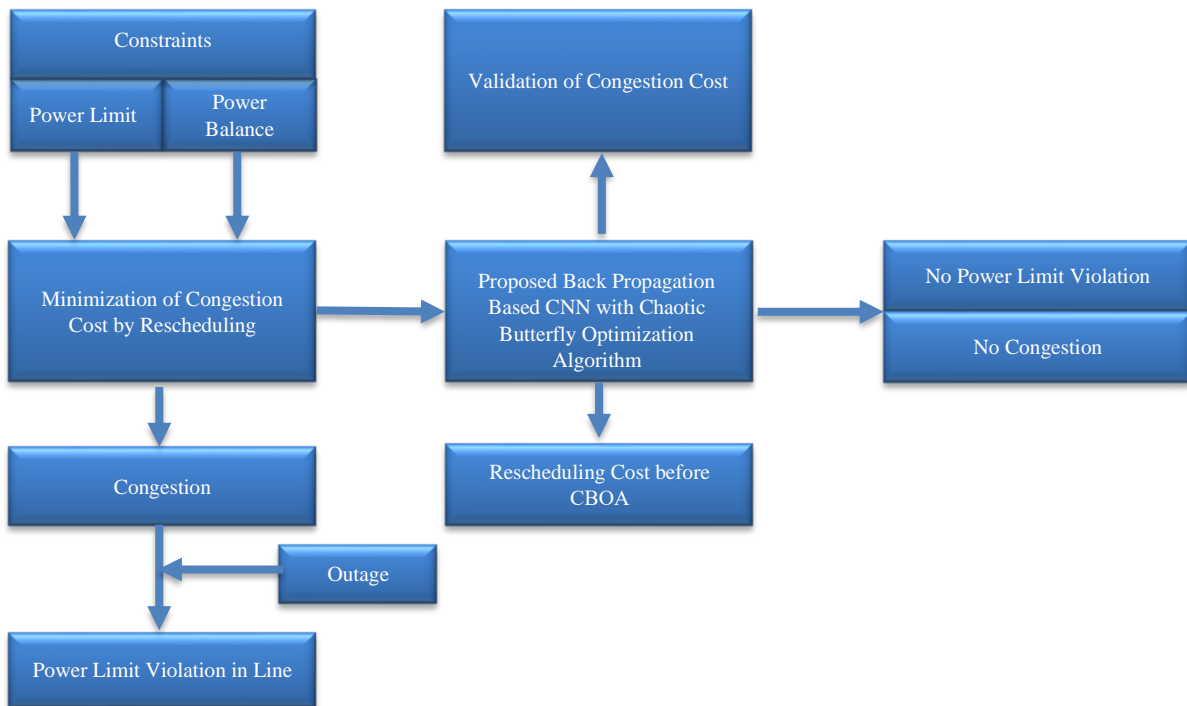 Constraints
Power Limit
Power
Balance
Validation of Congestion Cost
Minimization of Congestion
Cost by Rescheduling
Proposed Back Propagation
Based CNN with Chaotic
Butterfly Optimization
Algorithm
No Power Limit Violation
No Congestion
Congestion
Rescheduling Cost before
CBOA
Outage
Power Limit Violation in Line